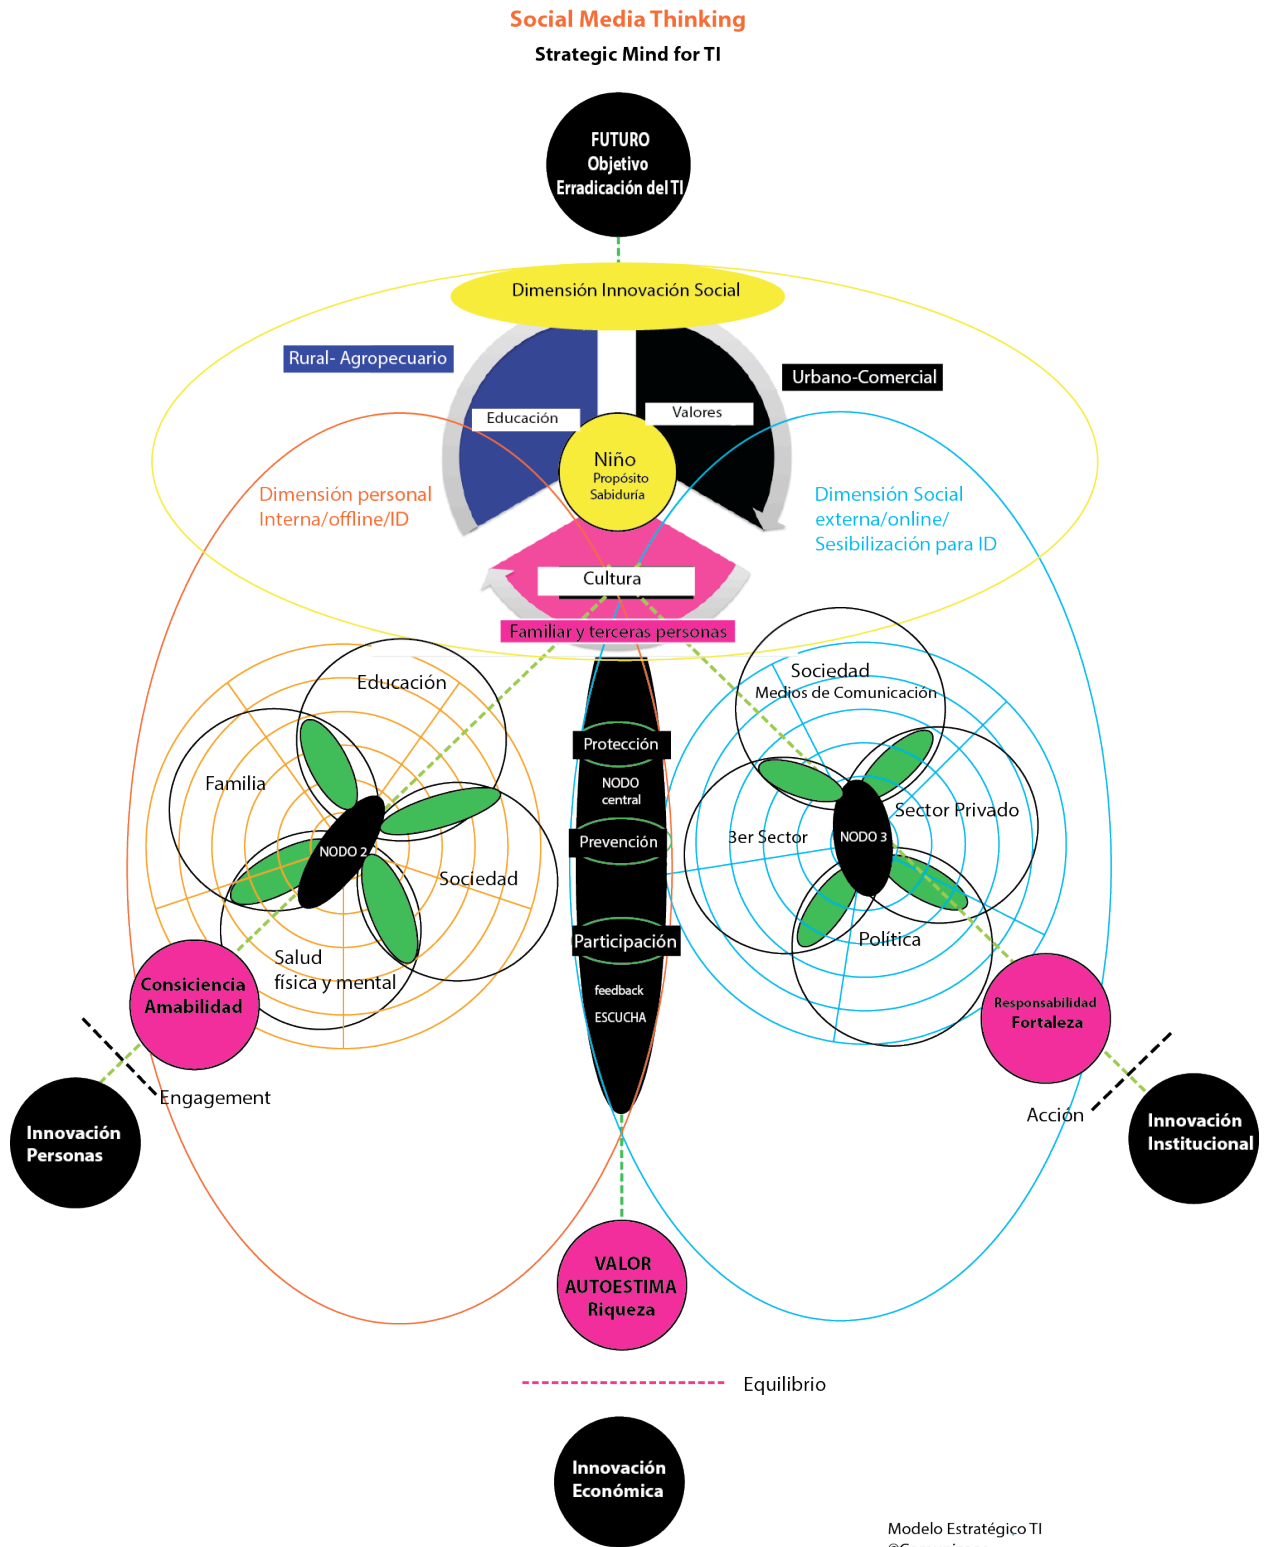 Social Media Thinking
Strategic Mind for TI
FUTURO
Objetivo
Erradicación del TI
Dimensión Innovación Social
Rural- Agropecuario
Urbano-Comercial
Educación
Valores
Niño
Propósito
Sabiduría
Dimensión personal
Interna/offline/ID
Dimensión Social
externa/online/
Sesibilización para ID
Cultura
Familiar y terceras personas
Educación
Familia
NODO 2
Sociedad
Salud
física y mental
Protección
NODO
central
Prevención
Participación
feedback
ESCUCHA
Sociedad
Medios de Comunicación
Sector Privado
3er Sector
NODO 3
Política
Consiciencia
Amabilidad
Responsabilidad
Fortaleza
Engagement
Acción
Innovación
Personas
Innovación
Institucional
VALOR
AUTOESTIMA
Riqueza
Equilibrio
Innovación
Económica
Modelo Estratégico TI